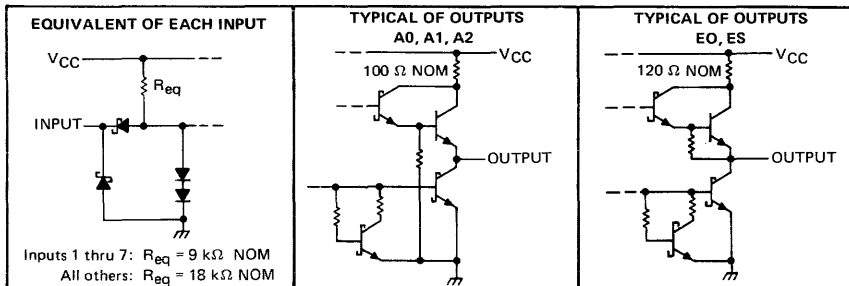 EQUIVALENT OF EACH INPUT
VCC
Req
INPUT
Inputs 1 thru 7: Req = 9 kΩ NOM
All others: Req = 18 kΩ NOM
TYPICAL OF OUTPUTS
A0, A1, A2
VCC
100 Ω NOM
OUTPUT
TYPICAL OF OUTPUTS
EO, ES
VCC
120 Ω NOM
OUTPUT